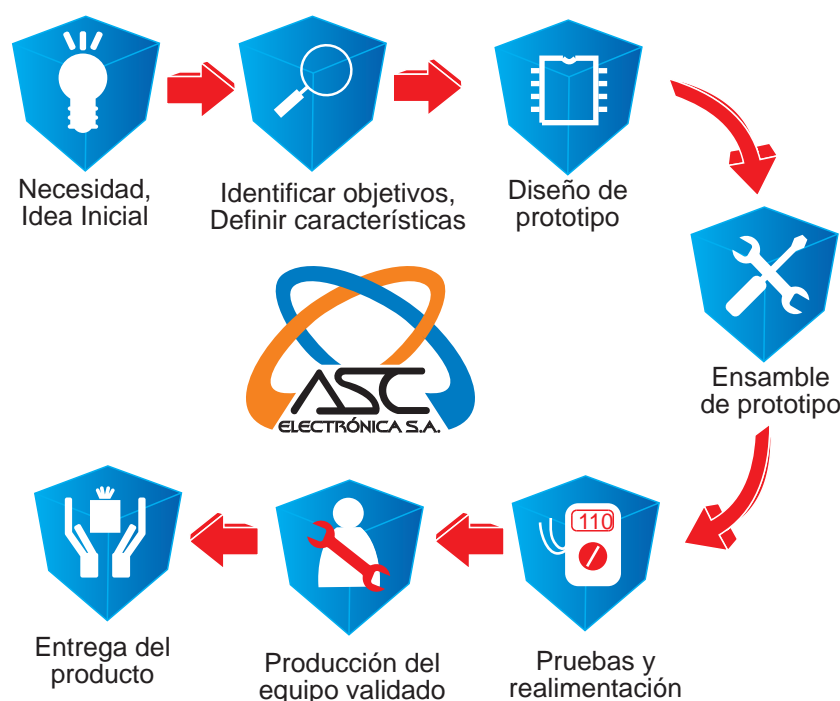 Necesidad,
Idea Inicial
Identificar objetivos,
Definir características
Diseño de
prototipo
Ensamble
de prototipo
ASC
ELECTRÓNICA S.A.
110
Pruebas y
realimentación
Producción del
equipo validado
Entrega del
producto